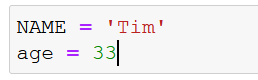 NAME = 'Tim'
age = 33